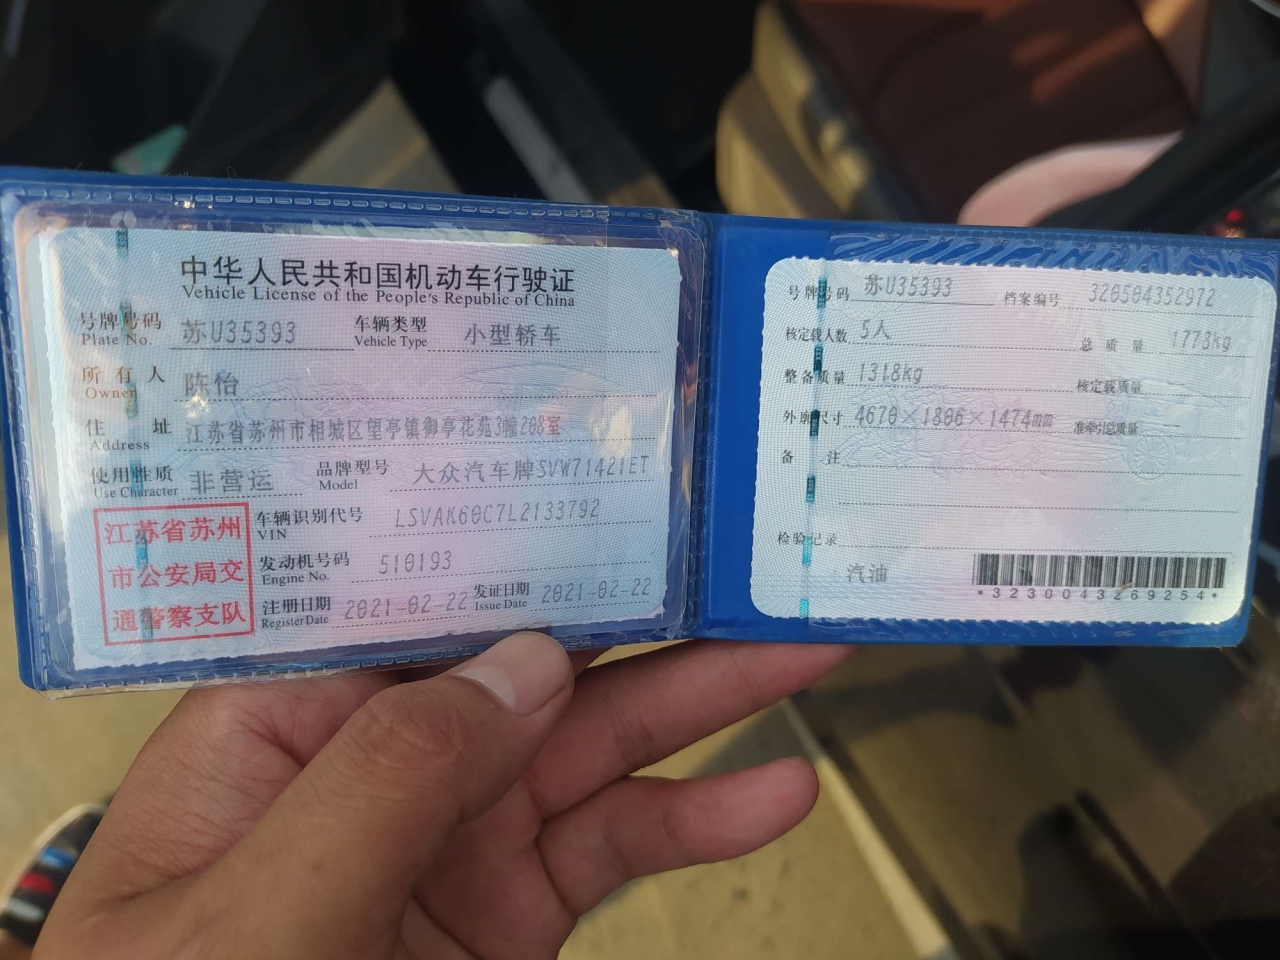 中华人民共和国机动车行驶证
Vehicle License of the People's Republic of China
号牌号码 苏U35393 车辆类型 小型轿车
Plate No. Vehicle Type
所有人 陈怡
Owner
住址 江苏省苏州市相城区望亭镇御亭花苑3幢208室
Address
使用性质 非营运 品牌型号 大众汽车牌SVW71421ET
Use Character Model
江苏省苏州
市公安局交
通警察支队
车辆识别代号 LSVAK60C7L2133792
VIN
发动机号码 510193
Engine No.
注册日期 2021-02-22 发证日期 2021-02-22
Register Date Issue Date
号牌号码 苏U35393 档案编号 320504352972
核定载人数 5人 总质量 1773kg
整备质量 1318kg 核定载质量 --
外廓尺寸 4670×1806×1474mm 准牵引总质量 --
备注
检验记录
汽油
*3230043269254*